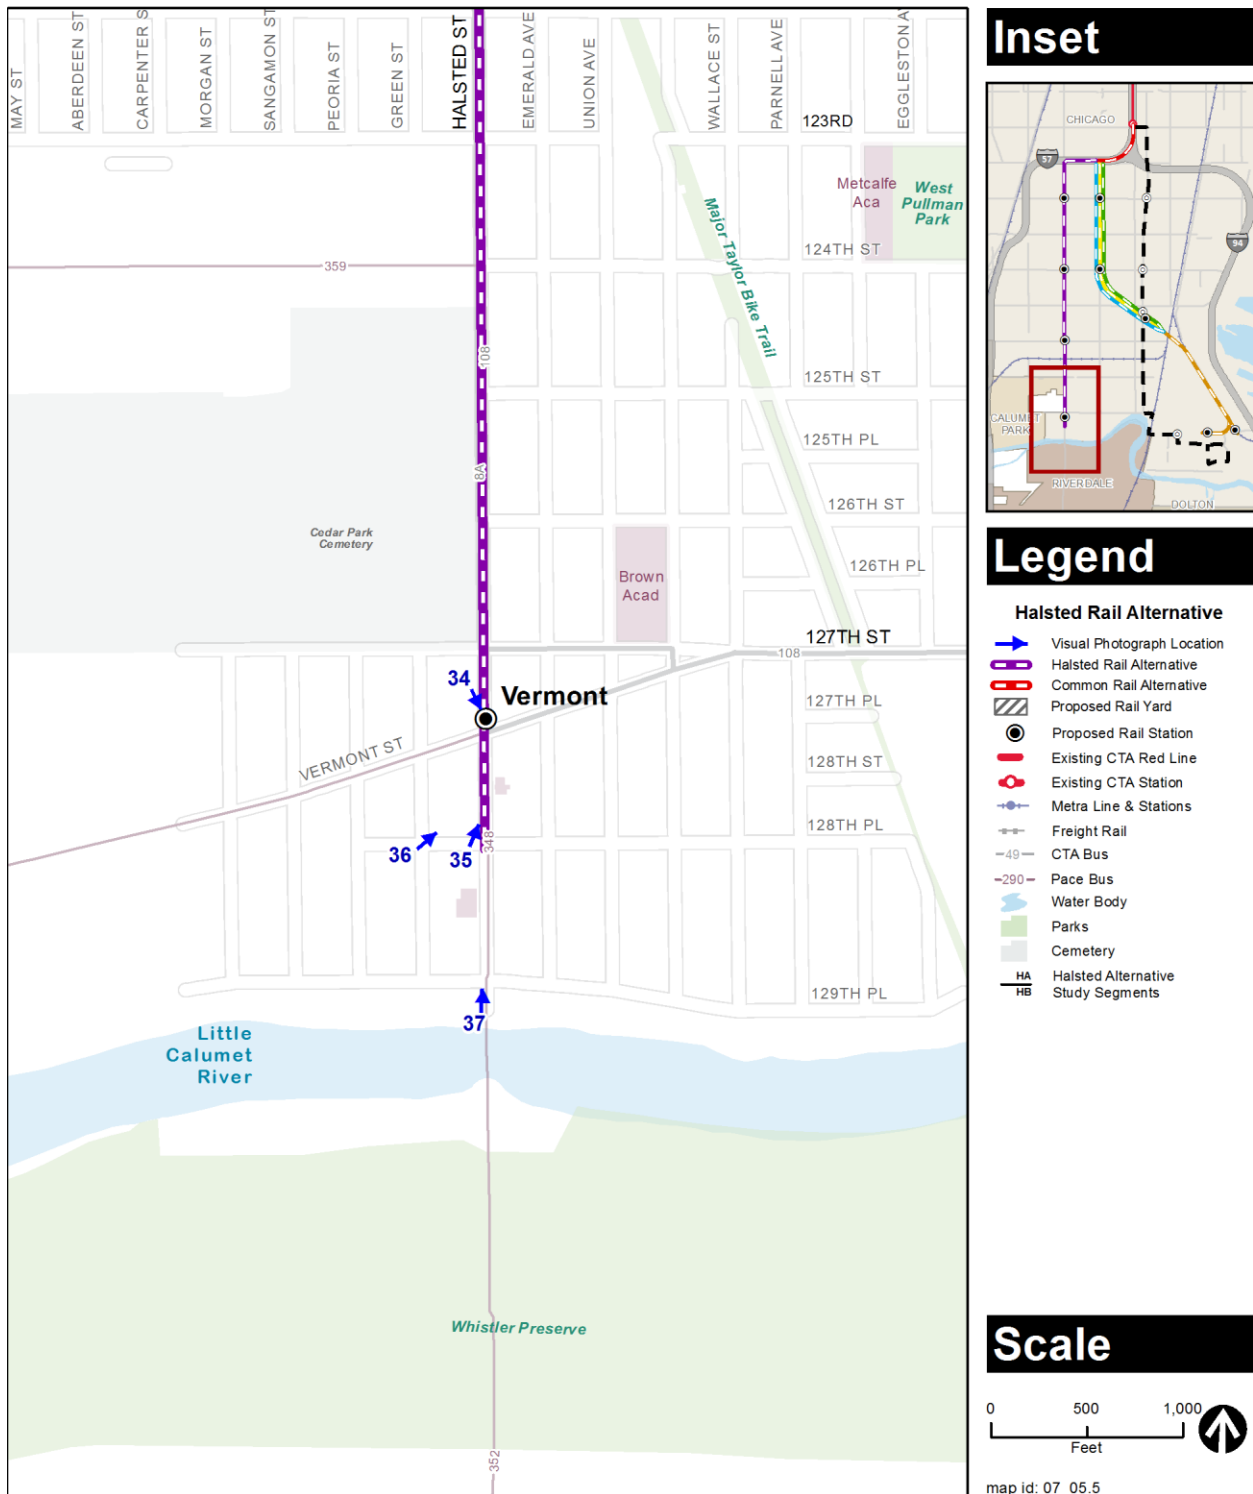 MAY ST
ABERDEEN ST
CARPENTER S
MORGAN ST
SANGAMON ST
PEORIA ST
GREEN ST
HALSTED ST
EMERALD AVE
UNION AVE
WALLACE ST
PARNELL AVE
EGGLESTON AV
123RD
Metcalfe
Aca
West
Pullman
Park
Major Taylor Bike Trail
124TH ST
359
108
125TH ST
125TH PL
8A
126TH ST
Cedar Park
Cemetery
126TH PL
Brown
Acad
127TH ST
108
34
Vermont
127TH PL
VERMONT ST
128TH ST
128TH PL
36
35
348
129TH PL
37
Little
Calumet
River
Whistler Preserve
352
Inset
CHICAGO
57
94
CALUMET
PARK
RIVERDALE
DOLTON
Legend
Halsted Rail Alternative
Visual Photograph Location
Halsted Rail Alternative
Common Rail Alternative
Proposed Rail Yard
Proposed Rail Station
Existing CTA Red Line
Existing CTA Station
Metra Line & Stations
Freight Rail
49 CTA Bus
290 Pace Bus
Water Body
Parks
Cemetery
HA Halsted Alternative
HB Study Segments
Scale
0 500 1,000
Feet
map id: 07_05.5